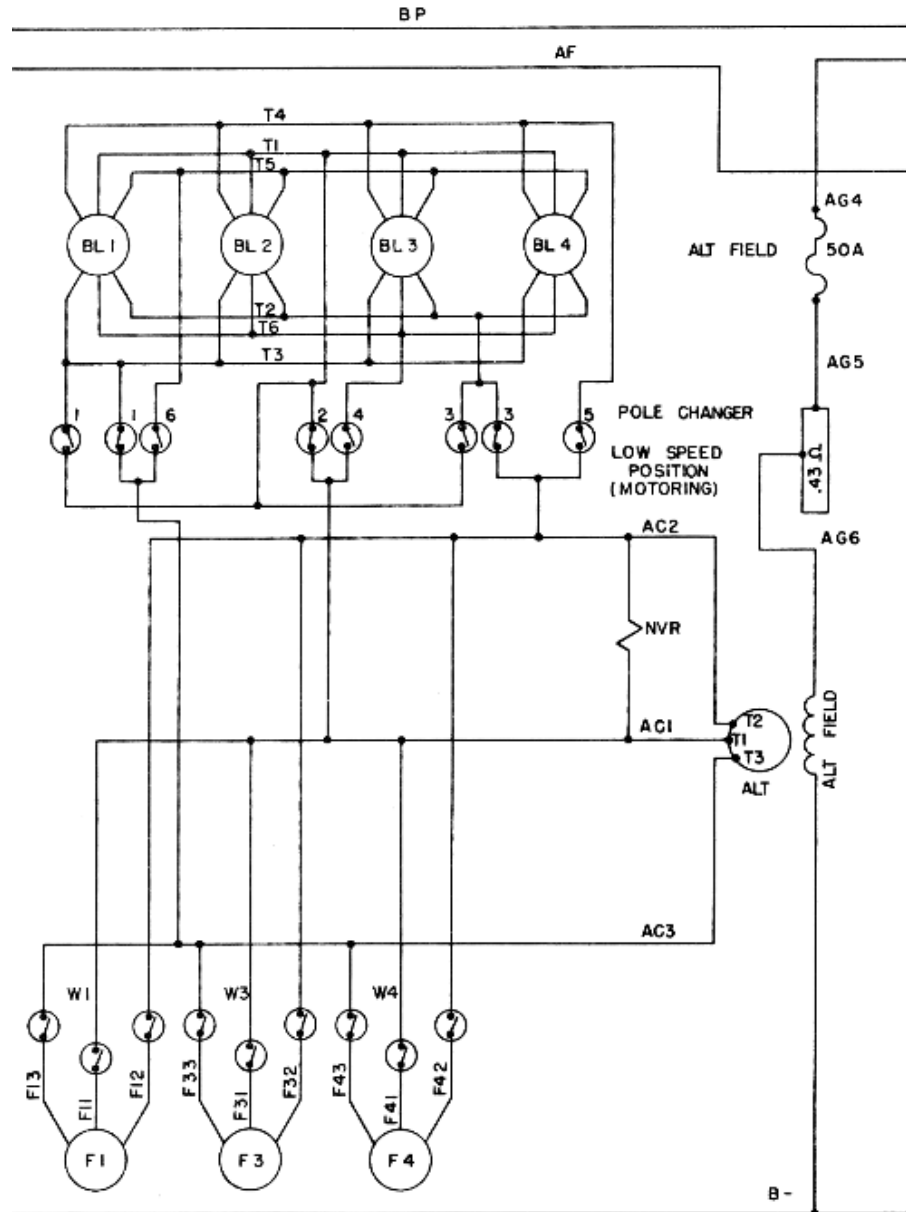 BP
AF
T4
T1
T5
AG4
BL 1
BL 2
BL 3
BL 4
ALT FIELD
50A
T2
T6
T3
AG5
1
1
6
2
4
3
3
5
POLE CHANGER
LOW SPEED
POSITION
(MOTORING)
.43 Ω
AG6
AC2
NVR
AC1
T2
T1
T3
ALT
ALT FIELD
AC3
W1
W3
W4
F13
F11
F12
F33
F31
F32
F43
F41
F42
F1
F3
F4
B-